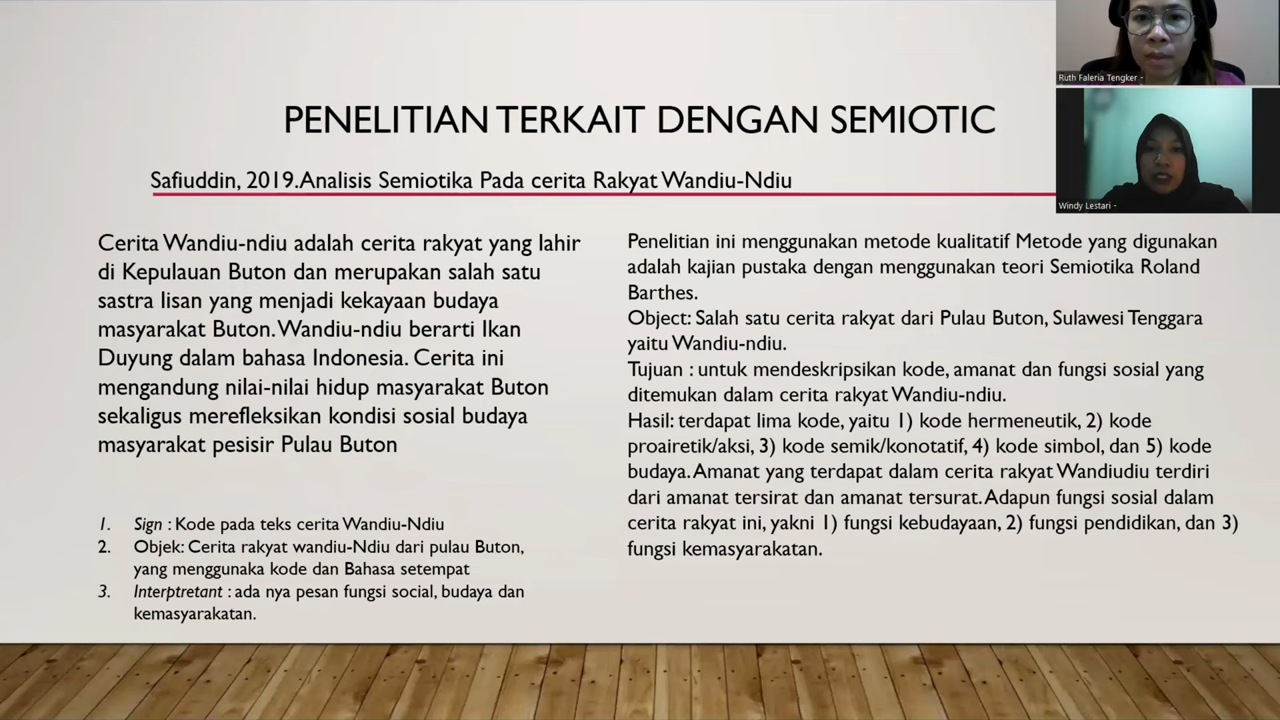 PENELITIAN TERKAIT DENGAN SEMIOTIC
Safiuddin, 2019.Analisis Semiotika Pada cerita Rakyat Wandiu-Ndiu
Cerita Wandiu-ndiu adalah cerita rakyat yang lahir
di Kepulauan Buton dan merupakan salah satu
sastra lisan yang menjadi kekayaan budaya
masyarakat Buton. Wandiu-ndiu berarti Ikan
Duyung dalam bahasa Indonesia. Cerita ini
mengandung nilai-nilai hidup masyarakat Buton
sekaligus merefleksikan kondisi sosial budaya
masyarakat pesisir Pulau Buton
1. Sign : Kode pada teks cerita Wandiu-Ndiu
2. Objek: Cerita rakyat wandiu-Ndiu dari pulau Buton,
yang menggunaka kode dan Bahasa setempat
3. Interptretant : ada nya pesan fungsi social, budaya dan
kemasyarakatan.
Penelitian ini menggunakan metode kualitatif Metode yang digunakan
adalah kajian pustaka dengan menggunakan teori Semiotika Roland
Barthes.
Object: Salah satu cerita rakyat dari Pulau Buton, Sulawesi Tenggara
yaitu Wandiu-ndiu.
Tujuan : untuk mendeskripsikan kode, amanat dan fungsi sosial yang
ditemukan dalam cerita rakyat Wandiu-ndiu.
Hasil: terdapat lima kode, yaitu 1) kode hermeneutik, 2) kode
proairetik/aksi, 3) kode semik/konotatif, 4) kode simbol, dan 5) kode
budaya. Amanat yang terdapat dalam cerita rakyat Wandiudiu terdiri
dari amanat tersirat dan amanat tersurat. Adapun fungsi sosial dalam
cerita rakyat ini, yakni 1) fungsi kebudayaan, 2) fungsi pendidikan, dan 3)
fungsi kemasyarakatan.
Ruth Faleria Tengker -
Windy Lestari -